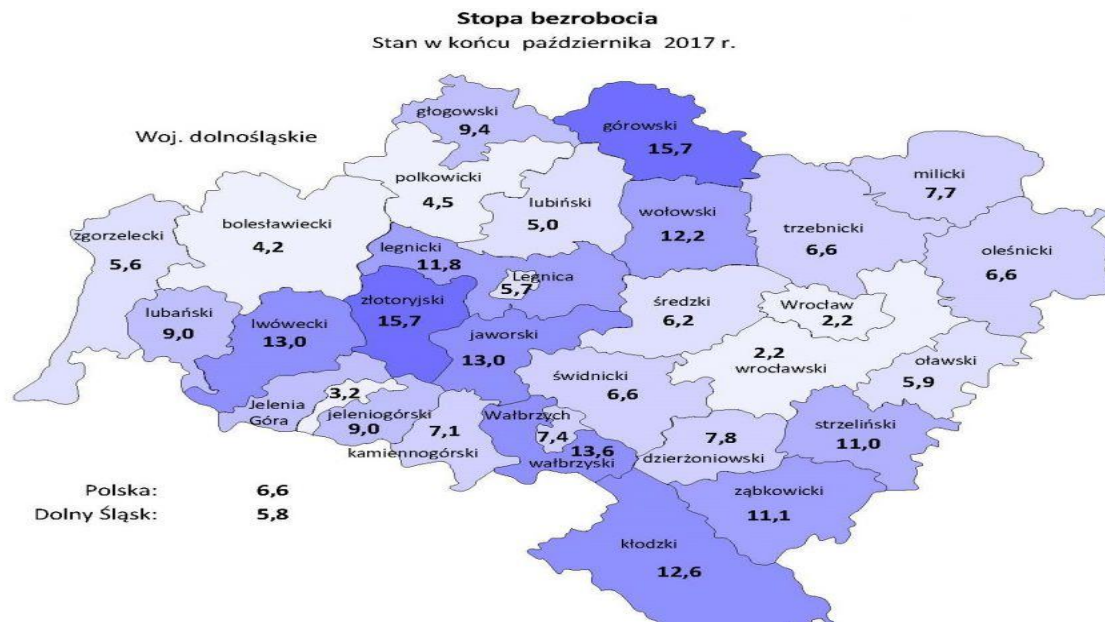 Stopa bezrobocia
Stan w końcu października 2017 r.
Woj. dolnośląskie
głogowski
9,4
górowski
15,7
milicki
7,7
polkowicki
4,5
lubiński
5,0
wołowski
12,2
trzebnicki
6,6
oleśnicki
6,6
zgorzelecki
5,6
bolesławiecki
4,2
legnicki
11,8
Legnica
5,7
złotoryjski
15,7
średzki
6,2
Wrocław
2,2
lubański
9,0
lwówecki
13,0
jaworski
13,0
2,2
wrocławski
oławski
5,9
świdnicki
6,6
3,2
Jelenia
Góra
jeleniogórski
9,0
7,1
kamiennogórski
Wałbrzych
7,4
13,6
wałbrzyski
7,8
dzierżoniowski
strzeliński
11,0
ząbkowicki
11,1
kłodzki
12,6
Polska: 6,6
Dolny Śląsk: 5,8